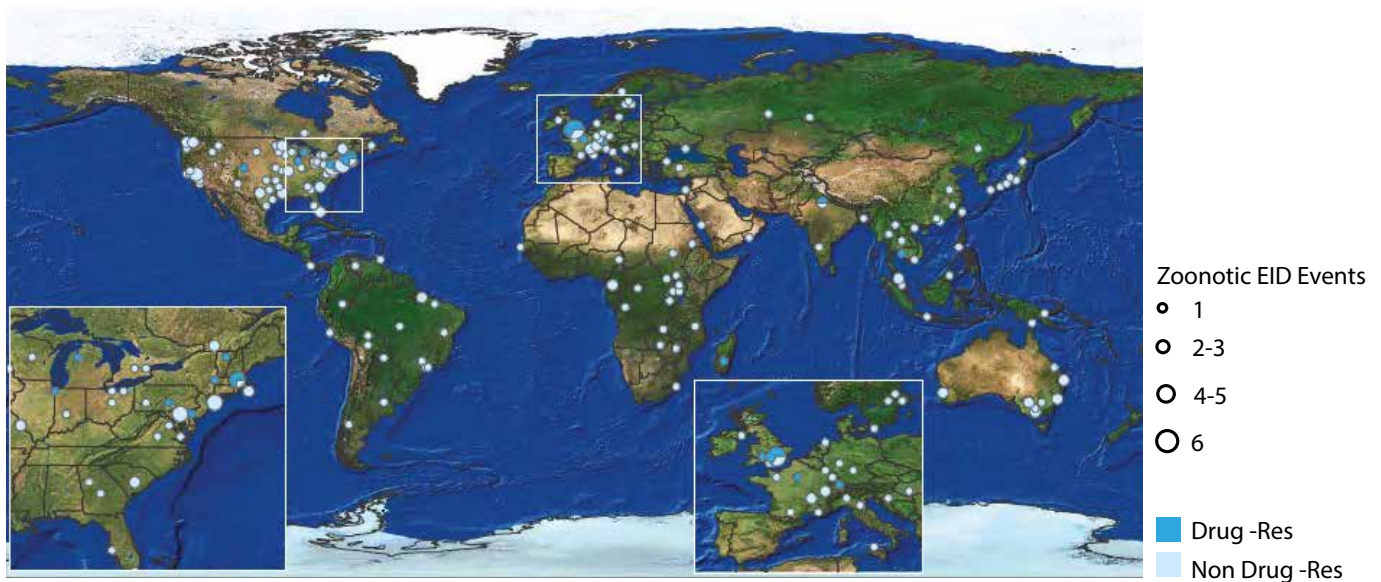 Zoonotic EID Events
1
2-3
4-5
6
Drug -Res
Non Drug -Res